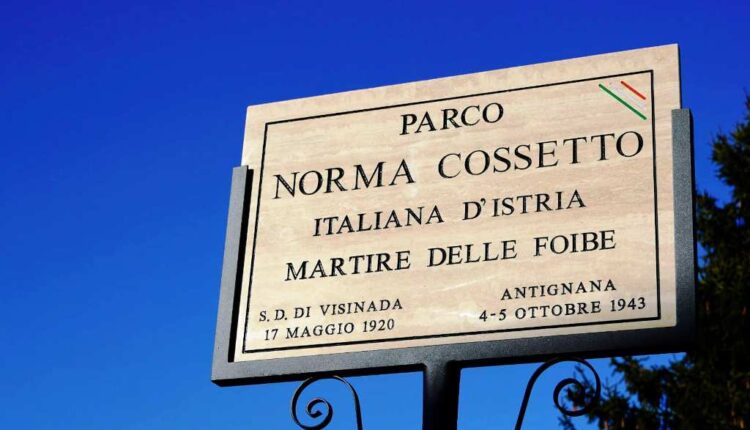 PARCO
NORMA COSSETTO
ITALIANA D'ISTRIA
MARTIRE DELLE FOIBE
S. D. DI VISINADA
17 MAGGIO 1920
ANTIGNANA
4-5 OTTOBRE 1943